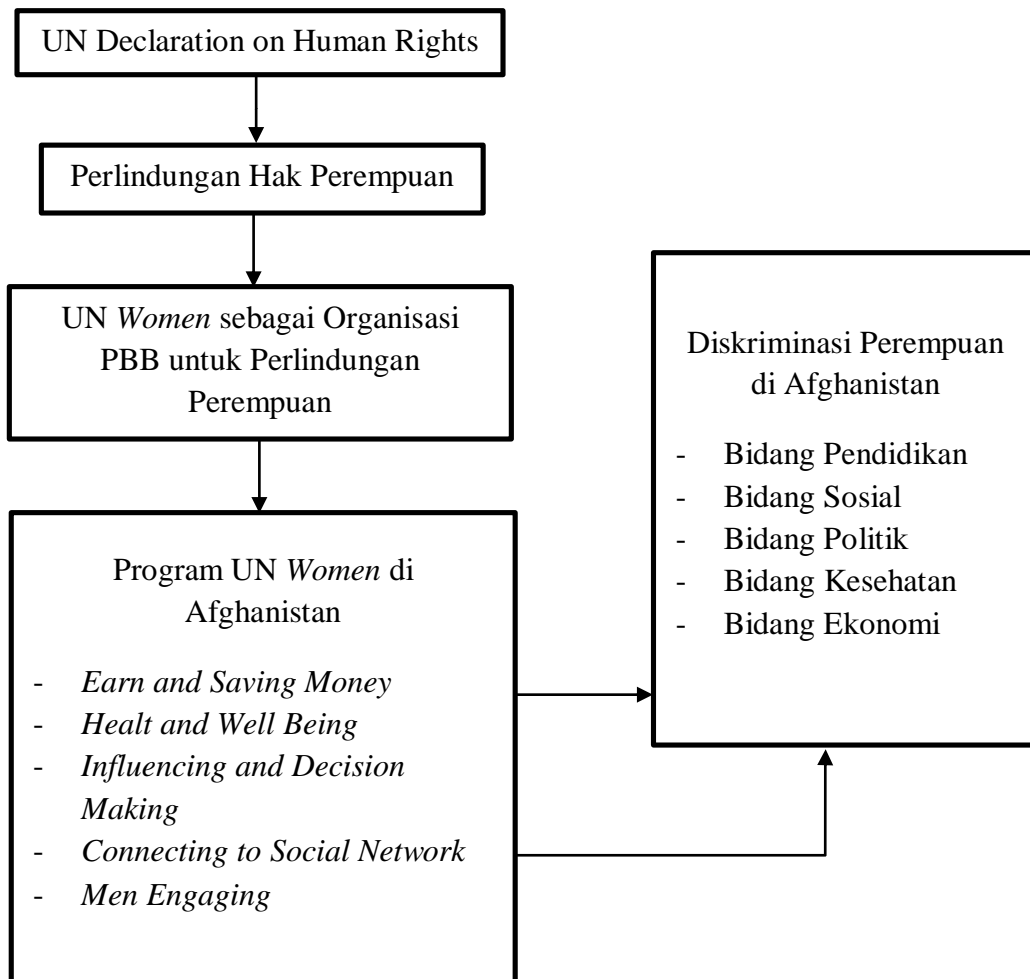 UN Declaration on Human Rights
Perlindungan Hak Perempuan
UN Women sebagai Organisasi
PBB untuk Perlindungan
Perempuan
Program UN Women di
Afghanistan
- Earn and Saving Money
- Healt and Well Being
- Influencing and Decision
Making
- Connecting to Social Network
- Men Engaging
Diskriminasi Perempuan
di Afghanistan
- Bidang Pendidikan
- Bidang Sosial
- Bidang Politik
- Bidang Kesehatan
- Bidang Ekonomi